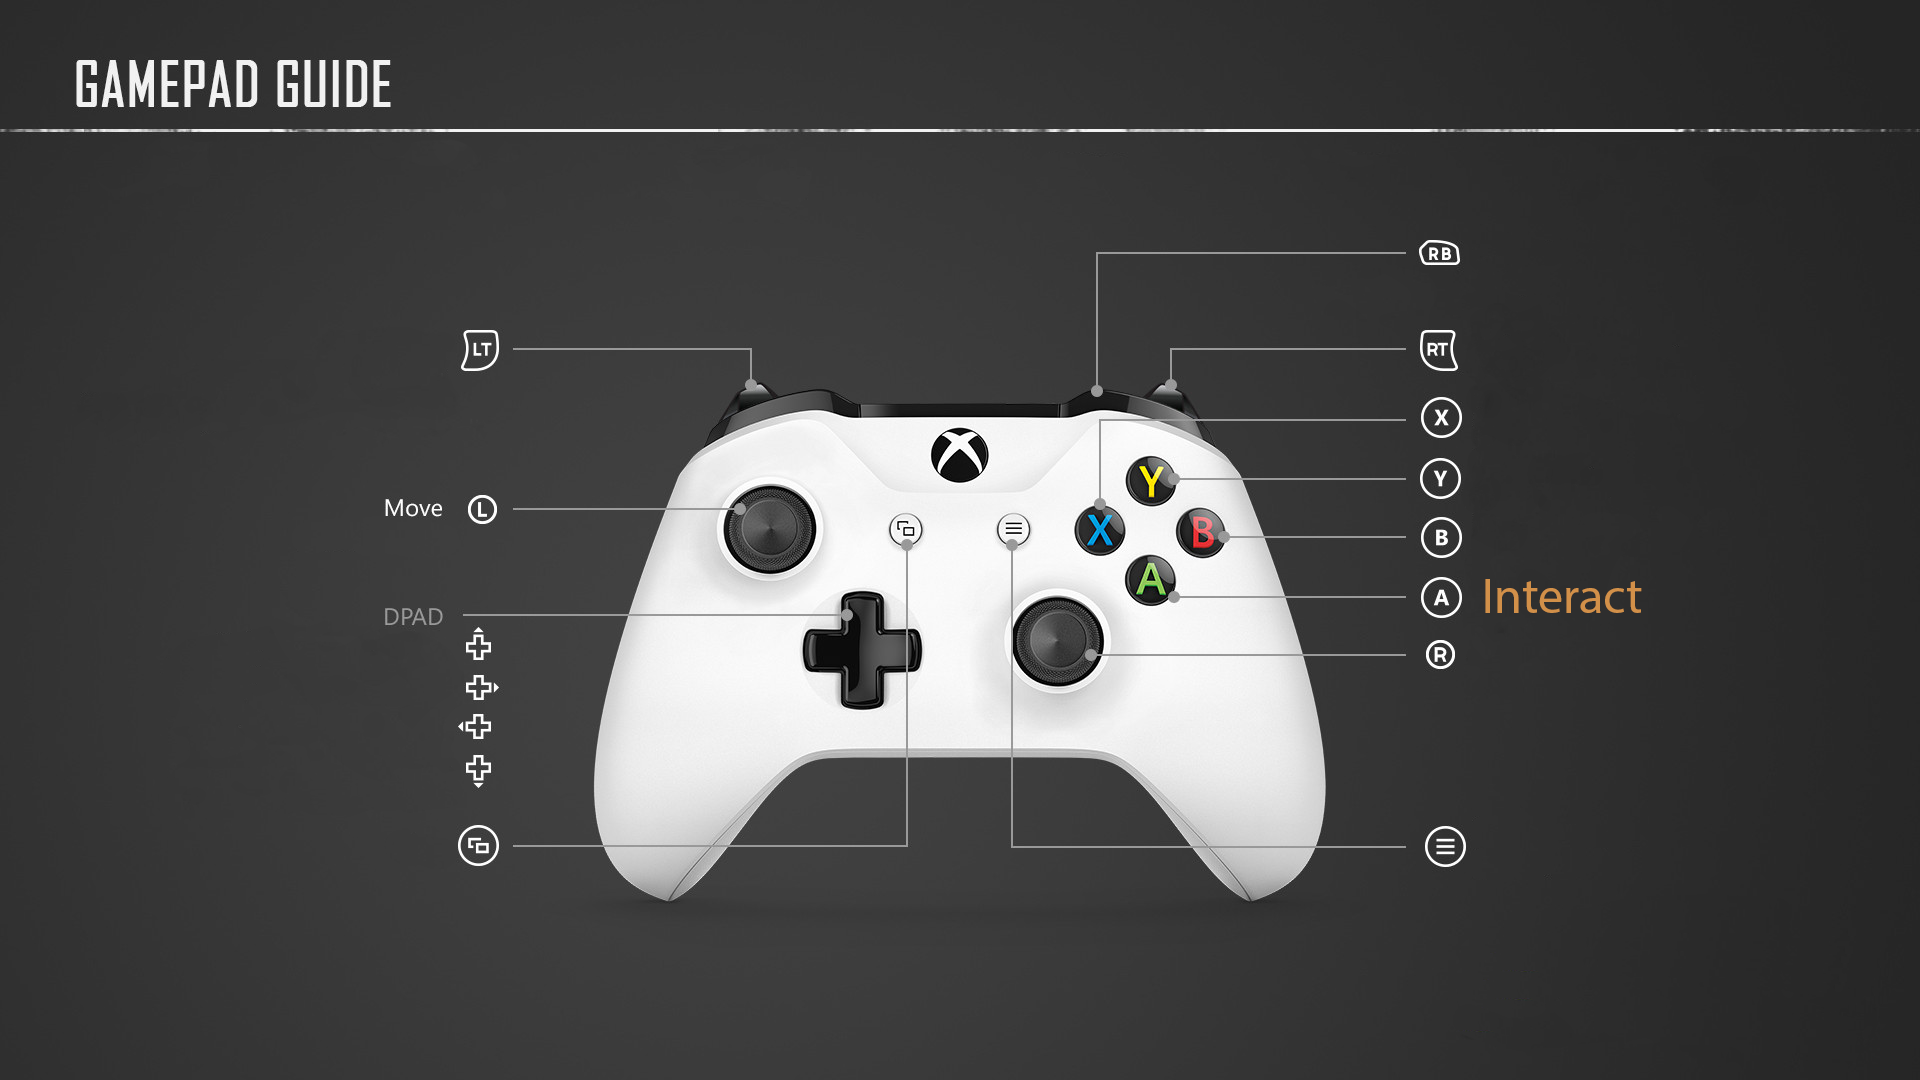 GAMEPAD GUIDE
RB
LT
RT
X
Y
Y
Move L
X
B
B
A
A Interact
DPAD
R